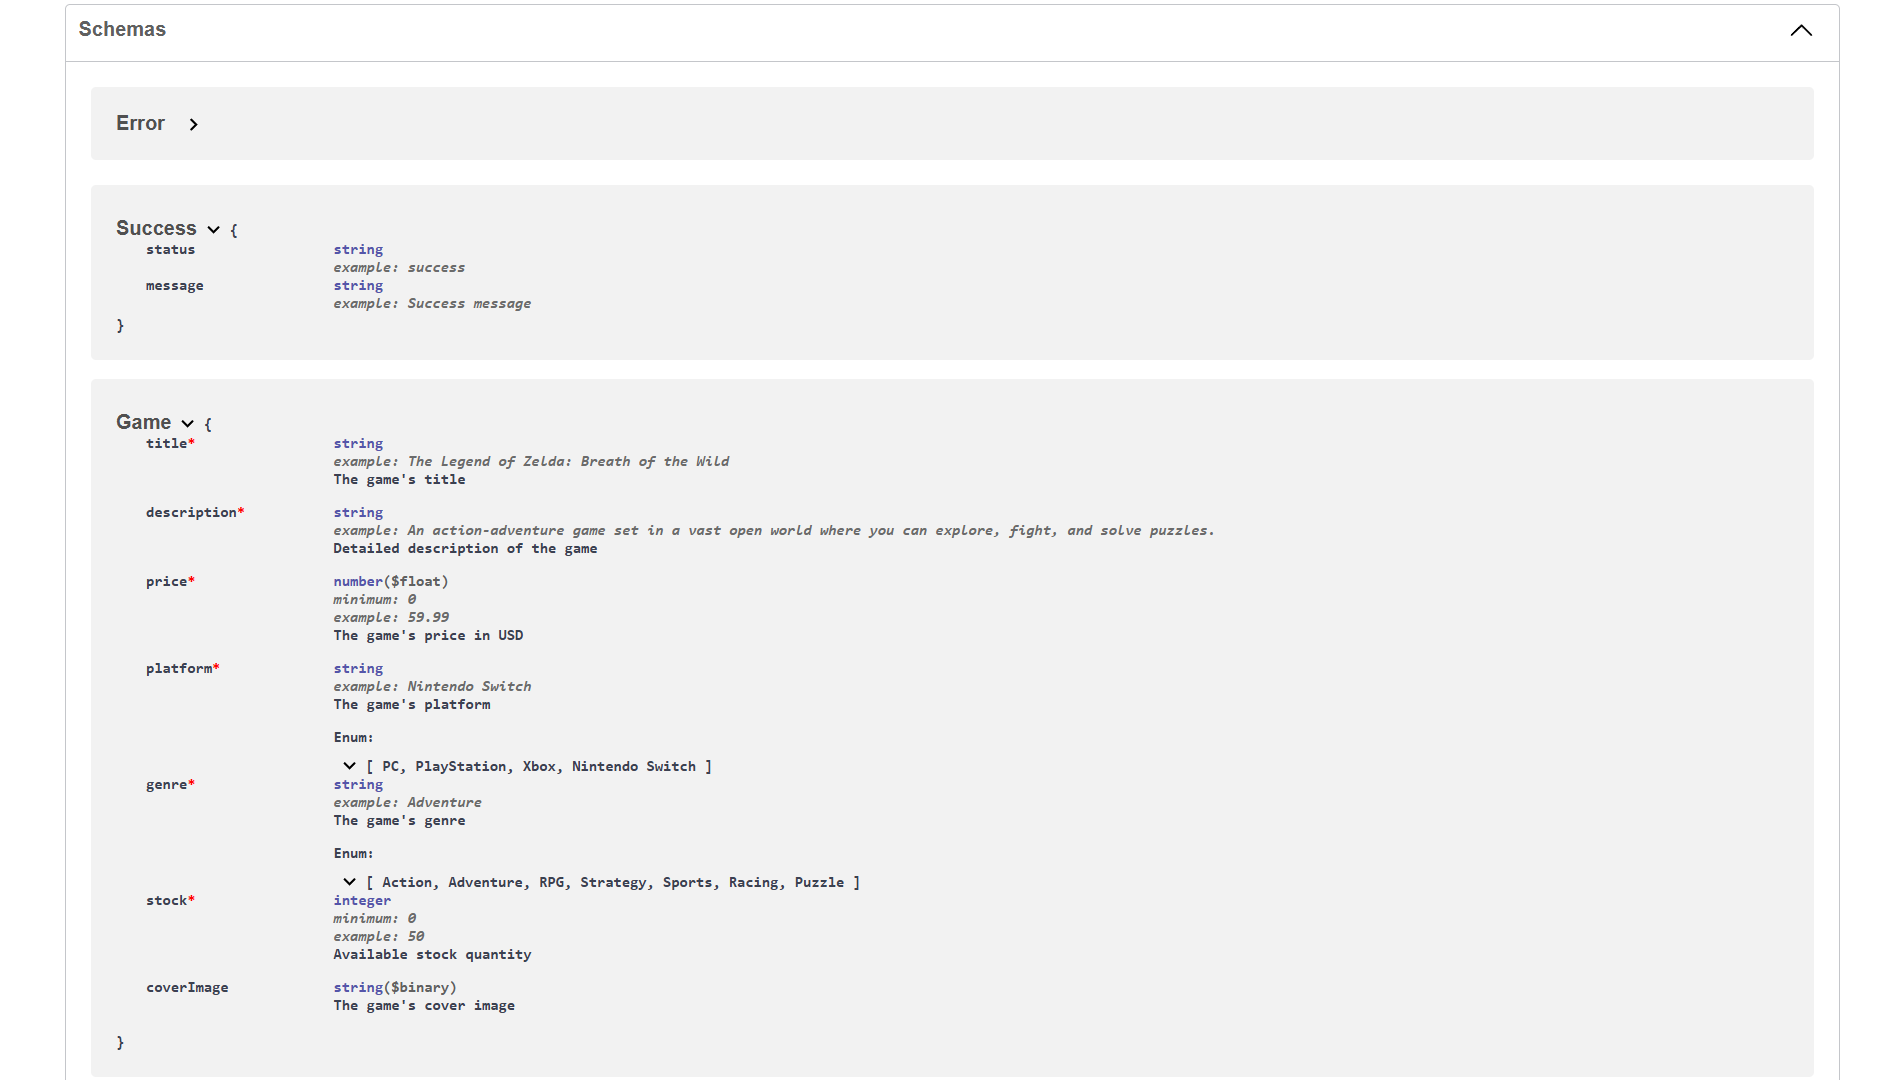 Schemas
Error
Success {
status string
example: success
message string
example: Success message
}
Game {
title* string
example: The Legend of Zelda: Breath of the Wild
The game's title
description* string
example: An action-adventure game set in a vast open world where you can explore, fight, and solve puzzles.
Detailed description of the game
price* number($float)
minimum: 0
example: 59.99
The game's price in USD
platform* string
example: Nintendo Switch
The game's platform
Enum:
[ PC, PlayStation, Xbox, Nintendo Switch ]
genre* string
example: Adventure
The game's genre
Enum:
[ Action, Adventure, RPG, Strategy, Sports, Racing, Puzzle ]
stock* integer
minimum: 0
example: 50
Available stock quantity
coverImage string($binary)
The game's cover image
}